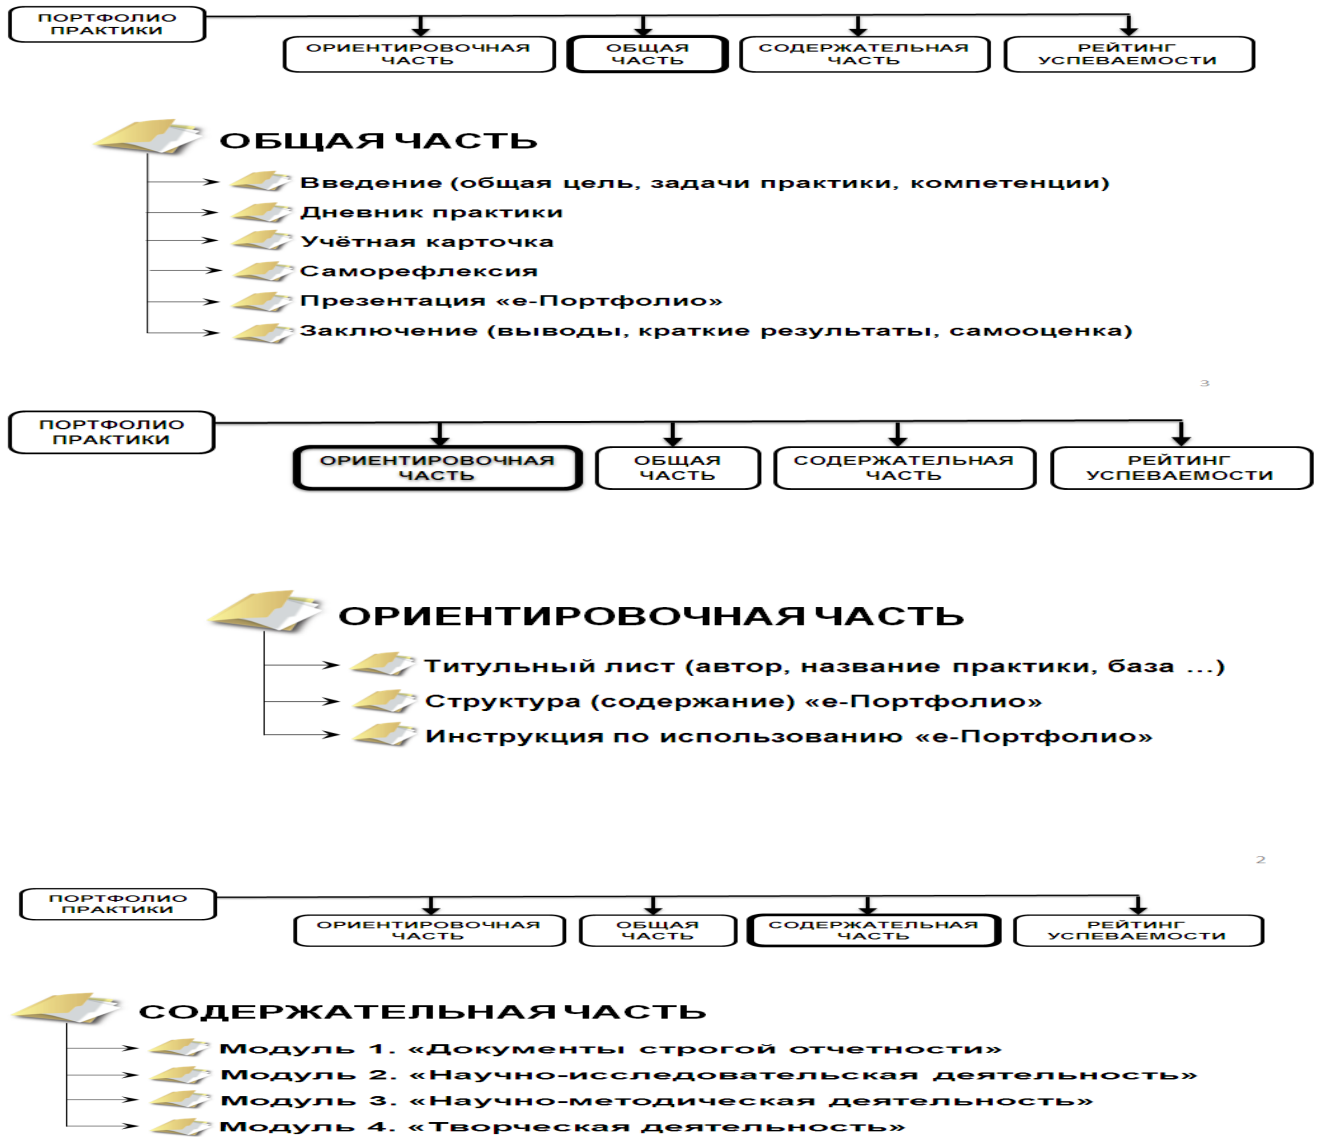 ПОРТФОЛИО
ПРАКТИКИ
ОРИЕНТИРОВОЧНАЯ
ЧАСТЬ
ОБЩАЯ
ЧАСТЬ
СОДЕРЖАТЕЛЬНАЯ
ЧАСТЬ
РЕЙТИНГ
УСПЕВАЕМОСТИ
ОБЩАЯ ЧАСТЬ
Введение (общая цель, задачи практики, компетенции)
Дневник практики
Учётная карточка
Саморефлексия
Презентация «е-Портфолио»
Заключение (выводы, краткие результаты, самооценка)
3
ПОРТФОЛИО
ПРАКТИКИ
ОРИЕНТИРОВОЧНАЯ
ЧАСТЬ
ОБЩАЯ
ЧАСТЬ
СОДЕРЖАТЕЛЬНАЯ
ЧАСТЬ
РЕЙТИНГ
УСПЕВАЕМОСТИ
ОРИЕНТИРОВОЧНАЯ ЧАСТЬ
Титульный лист (автор, название практики, база ...)
Структура (содержание) «е-Портфолио»
Инструкция по использованию «е-Портфолио»
2
ПОРТФОЛИО
ПРАКТИКИ
ОРИЕНТИРОВОЧНАЯ
ЧАСТЬ
ОБЩАЯ
ЧАСТЬ
СОДЕРЖАТЕЛЬНАЯ
ЧАСТЬ
РЕЙТИНГ
УСПЕВАЕМОСТИ
СОДЕРЖАТЕЛЬНАЯ ЧАСТЬ
Модуль 1. «Документы строгой отчетности»
Модуль 2. «Научно-исследовательская деятельность»
Модуль 3. «Научно-методическая деятельность»
Модуль 4. «Творческая деятельность»